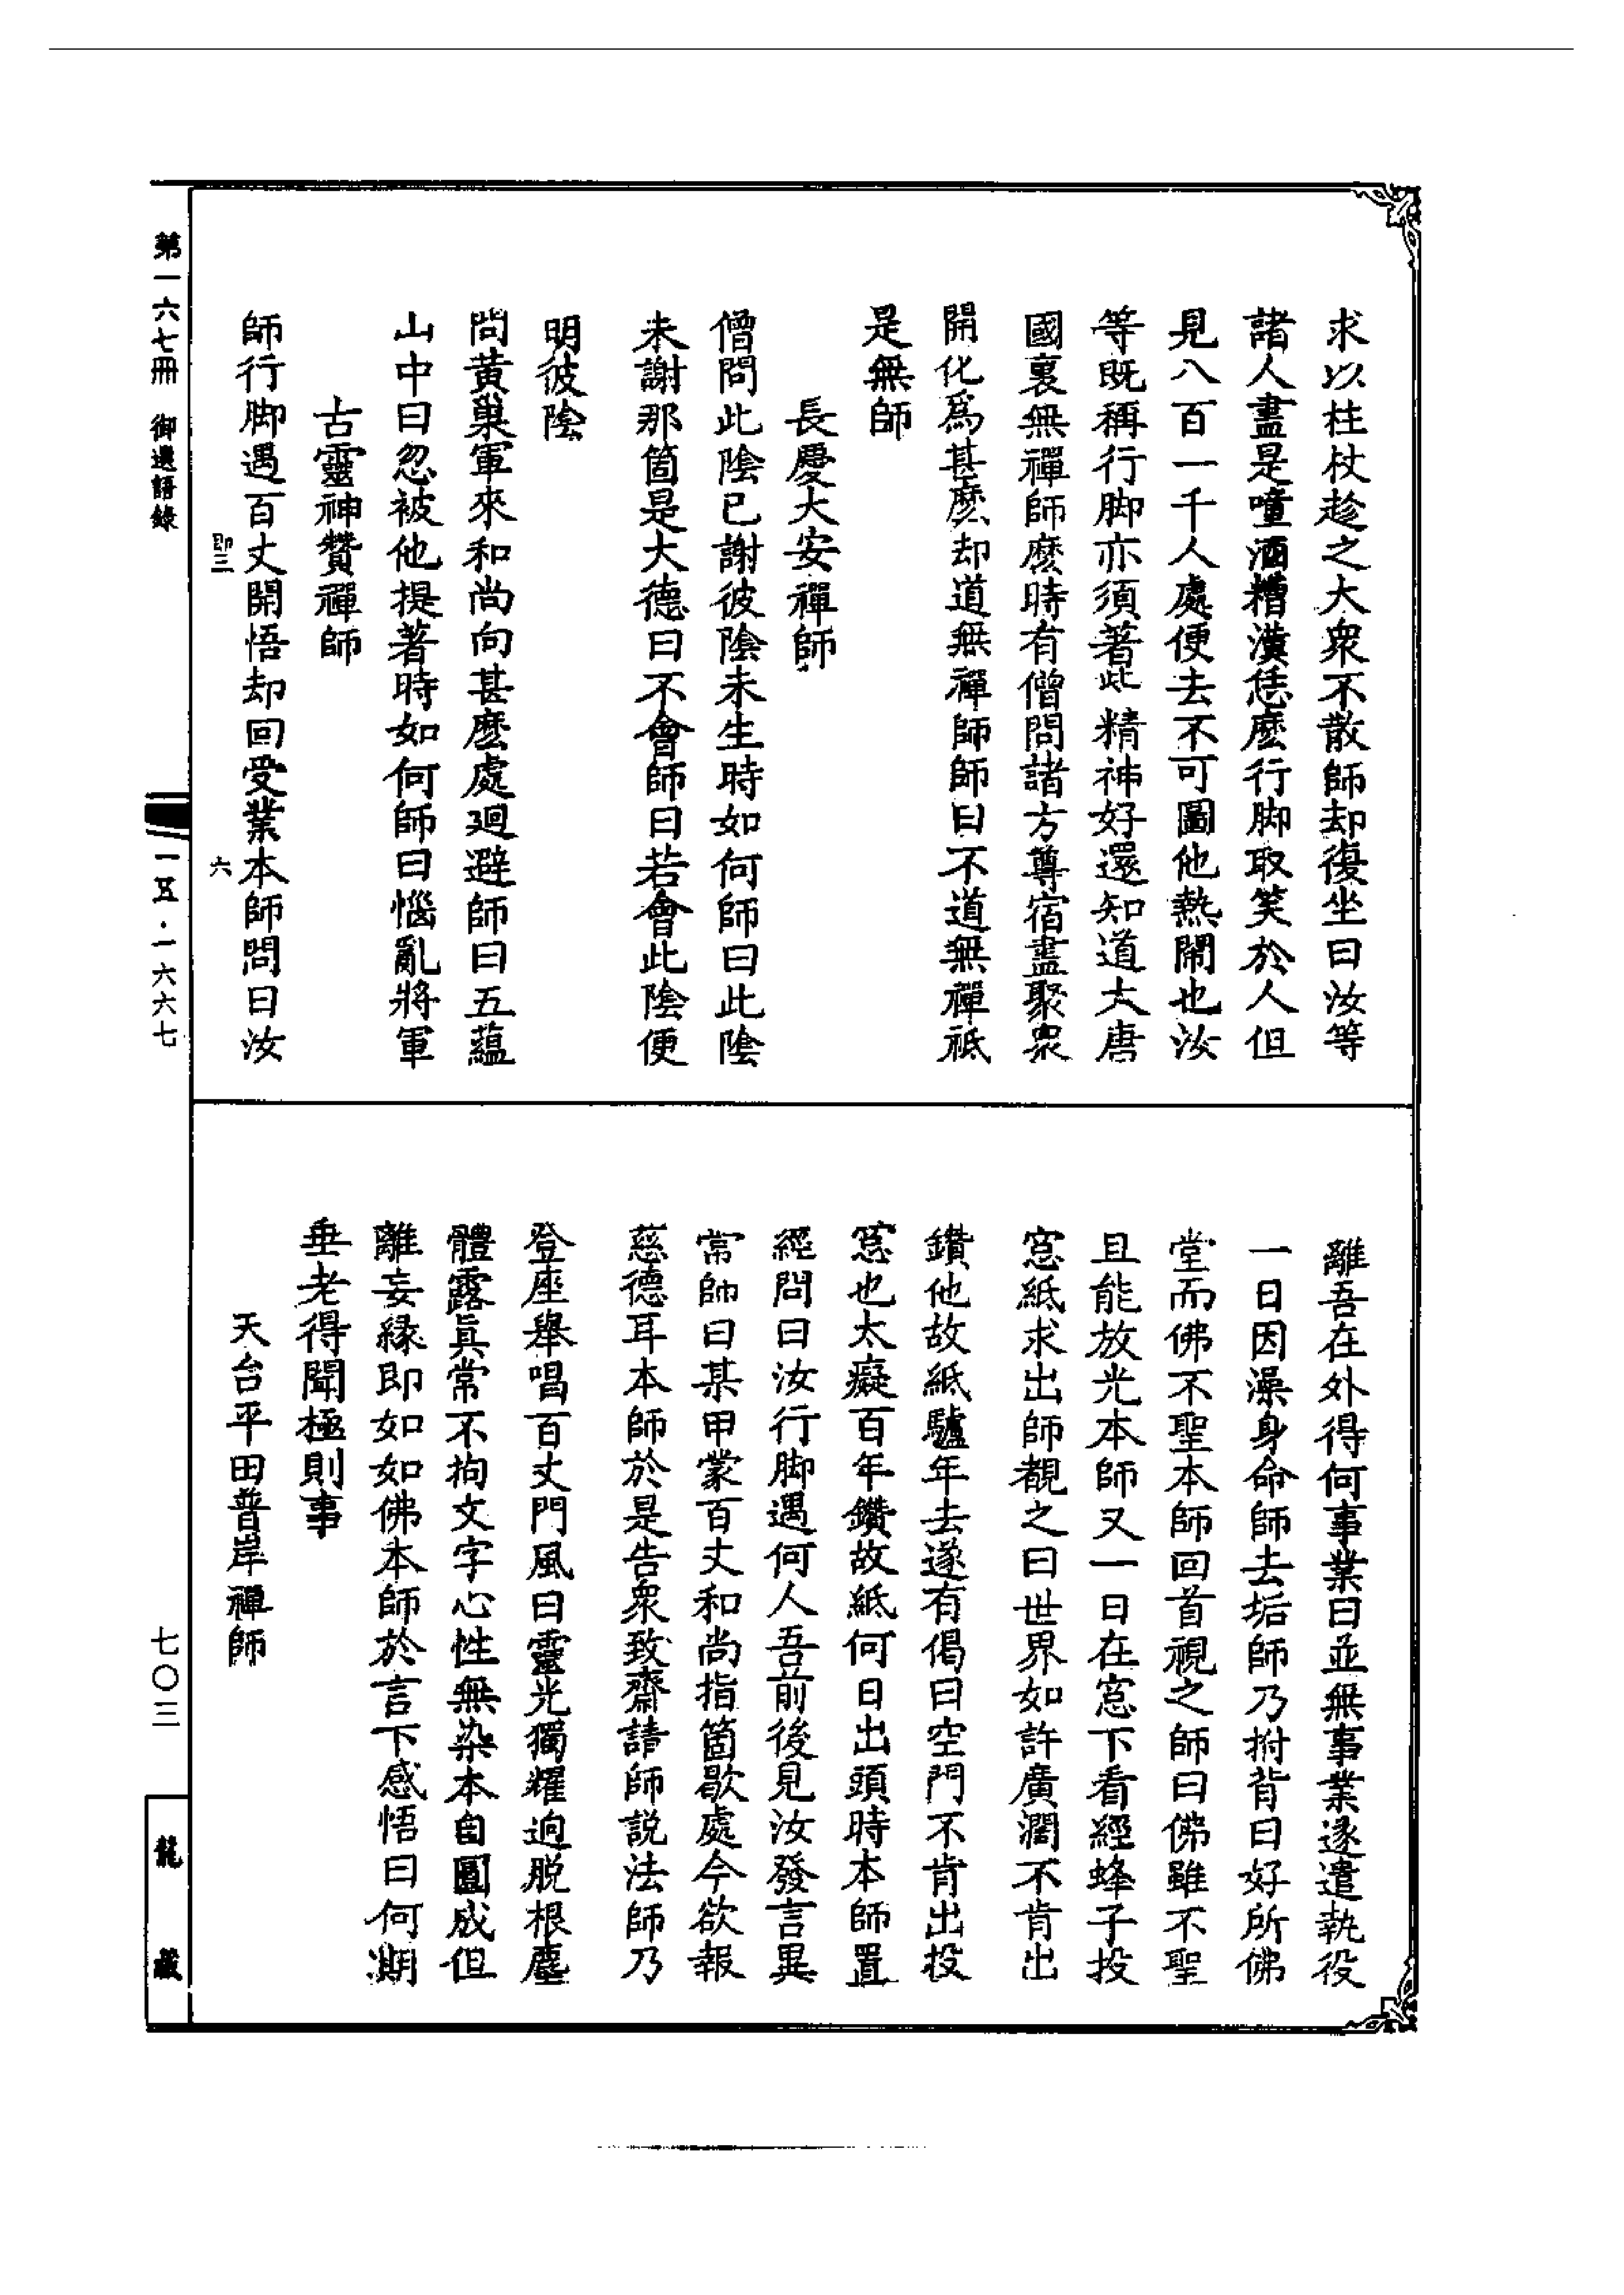 求以柱杖趁之大衆不散師却復坐曰汝等
諸人盡是噇酒糟漢恁麽行脚取笑於人但
見八百一千人處便去不可圖他熱鬧也汝
等既稱行脚亦須著此精神好還知道大唐
國裏無禪師麽時有僧問諸方尊宿盡聚衆
開化爲甚麽却道無禪師師曰不道無禪祇
是無師
長慶大安禪師
僧問此陰已謝彼陰未生時如何師曰此陰
未謝那箇是大德曰不會師曰若會此陰便
明彼陰
問黃巢軍來和尚向甚麽處廻避師曰五蘊
山中曰忽被他捉著時如何師曰惱亂將軍
古靈神贊禪師
師行脚遇百丈開悟却回受業本師問曰汝
即三
六
離吾在外得何事業曰並無事業遂遣執役
一日因澡身命師去垢師乃拊背曰好所佛
堂而佛不聖本師回首視之師曰佛雖不聖
且能放光本師又一日在窓下看經蜂子投
窓紙求出師覩之曰世界如許廣濶不肯出
鑽他故紙驢年去遂有偈曰空門不肯出投
窓也太癡百年鑽故紙何日出頭時本師置
經問曰汝行脚遇何人吾前後見汝發言異
常師曰某甲蒙百丈和尚指箇歇處今欲報
慈德耳本師於是告衆致齋請師説法師乃
登座舉唱百丈門風曰靈光獨耀迥脱根塵
體露眞常不拘文字心性無染本自圓成但
離妄緣即如如佛本師於言下感悟曰何期
垂老得聞極則事
天台平田普岸禪師
第一六七冊 御選語錄
一五·一六六七
七〇三
龍藏